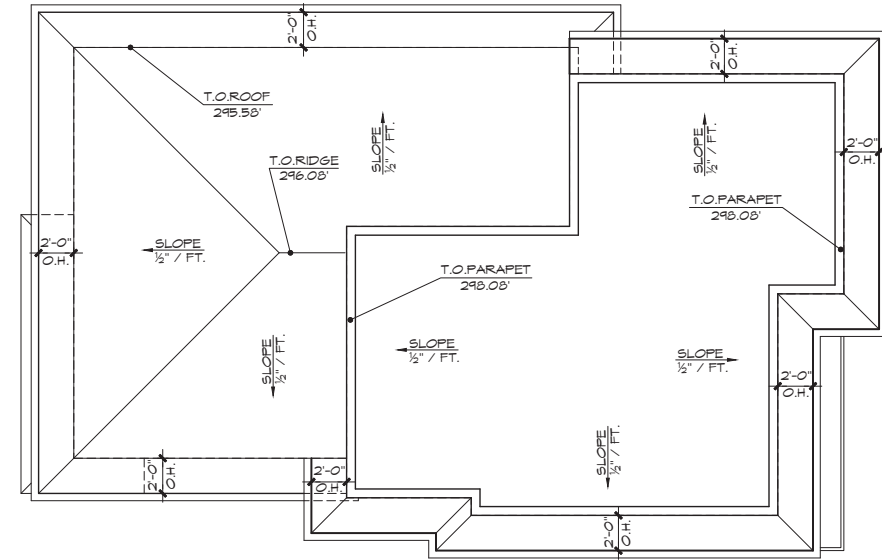 2'-0"
O.H.
2'-0"
O.H.
T.O.ROOF
295.58'
SLOPE
½" / FT.
SLOPE
½" / FT.
2'-0"
O.H.
T.O.RIDGE
296.08'
T.O.PARAPET
298.08'
2'-0"
O.H.
SLOPE
½" / FT.
T.O.PARAPET
298.08'
SLOPE
½" / FT.
SLOPE
½" / FT.
SLOPE
½" / FT.
2'-0"
O.H.
2'-0"
O.H.
2'-0"
O.H.
SLOPE
½" / FT.
2'-0"
O.H.